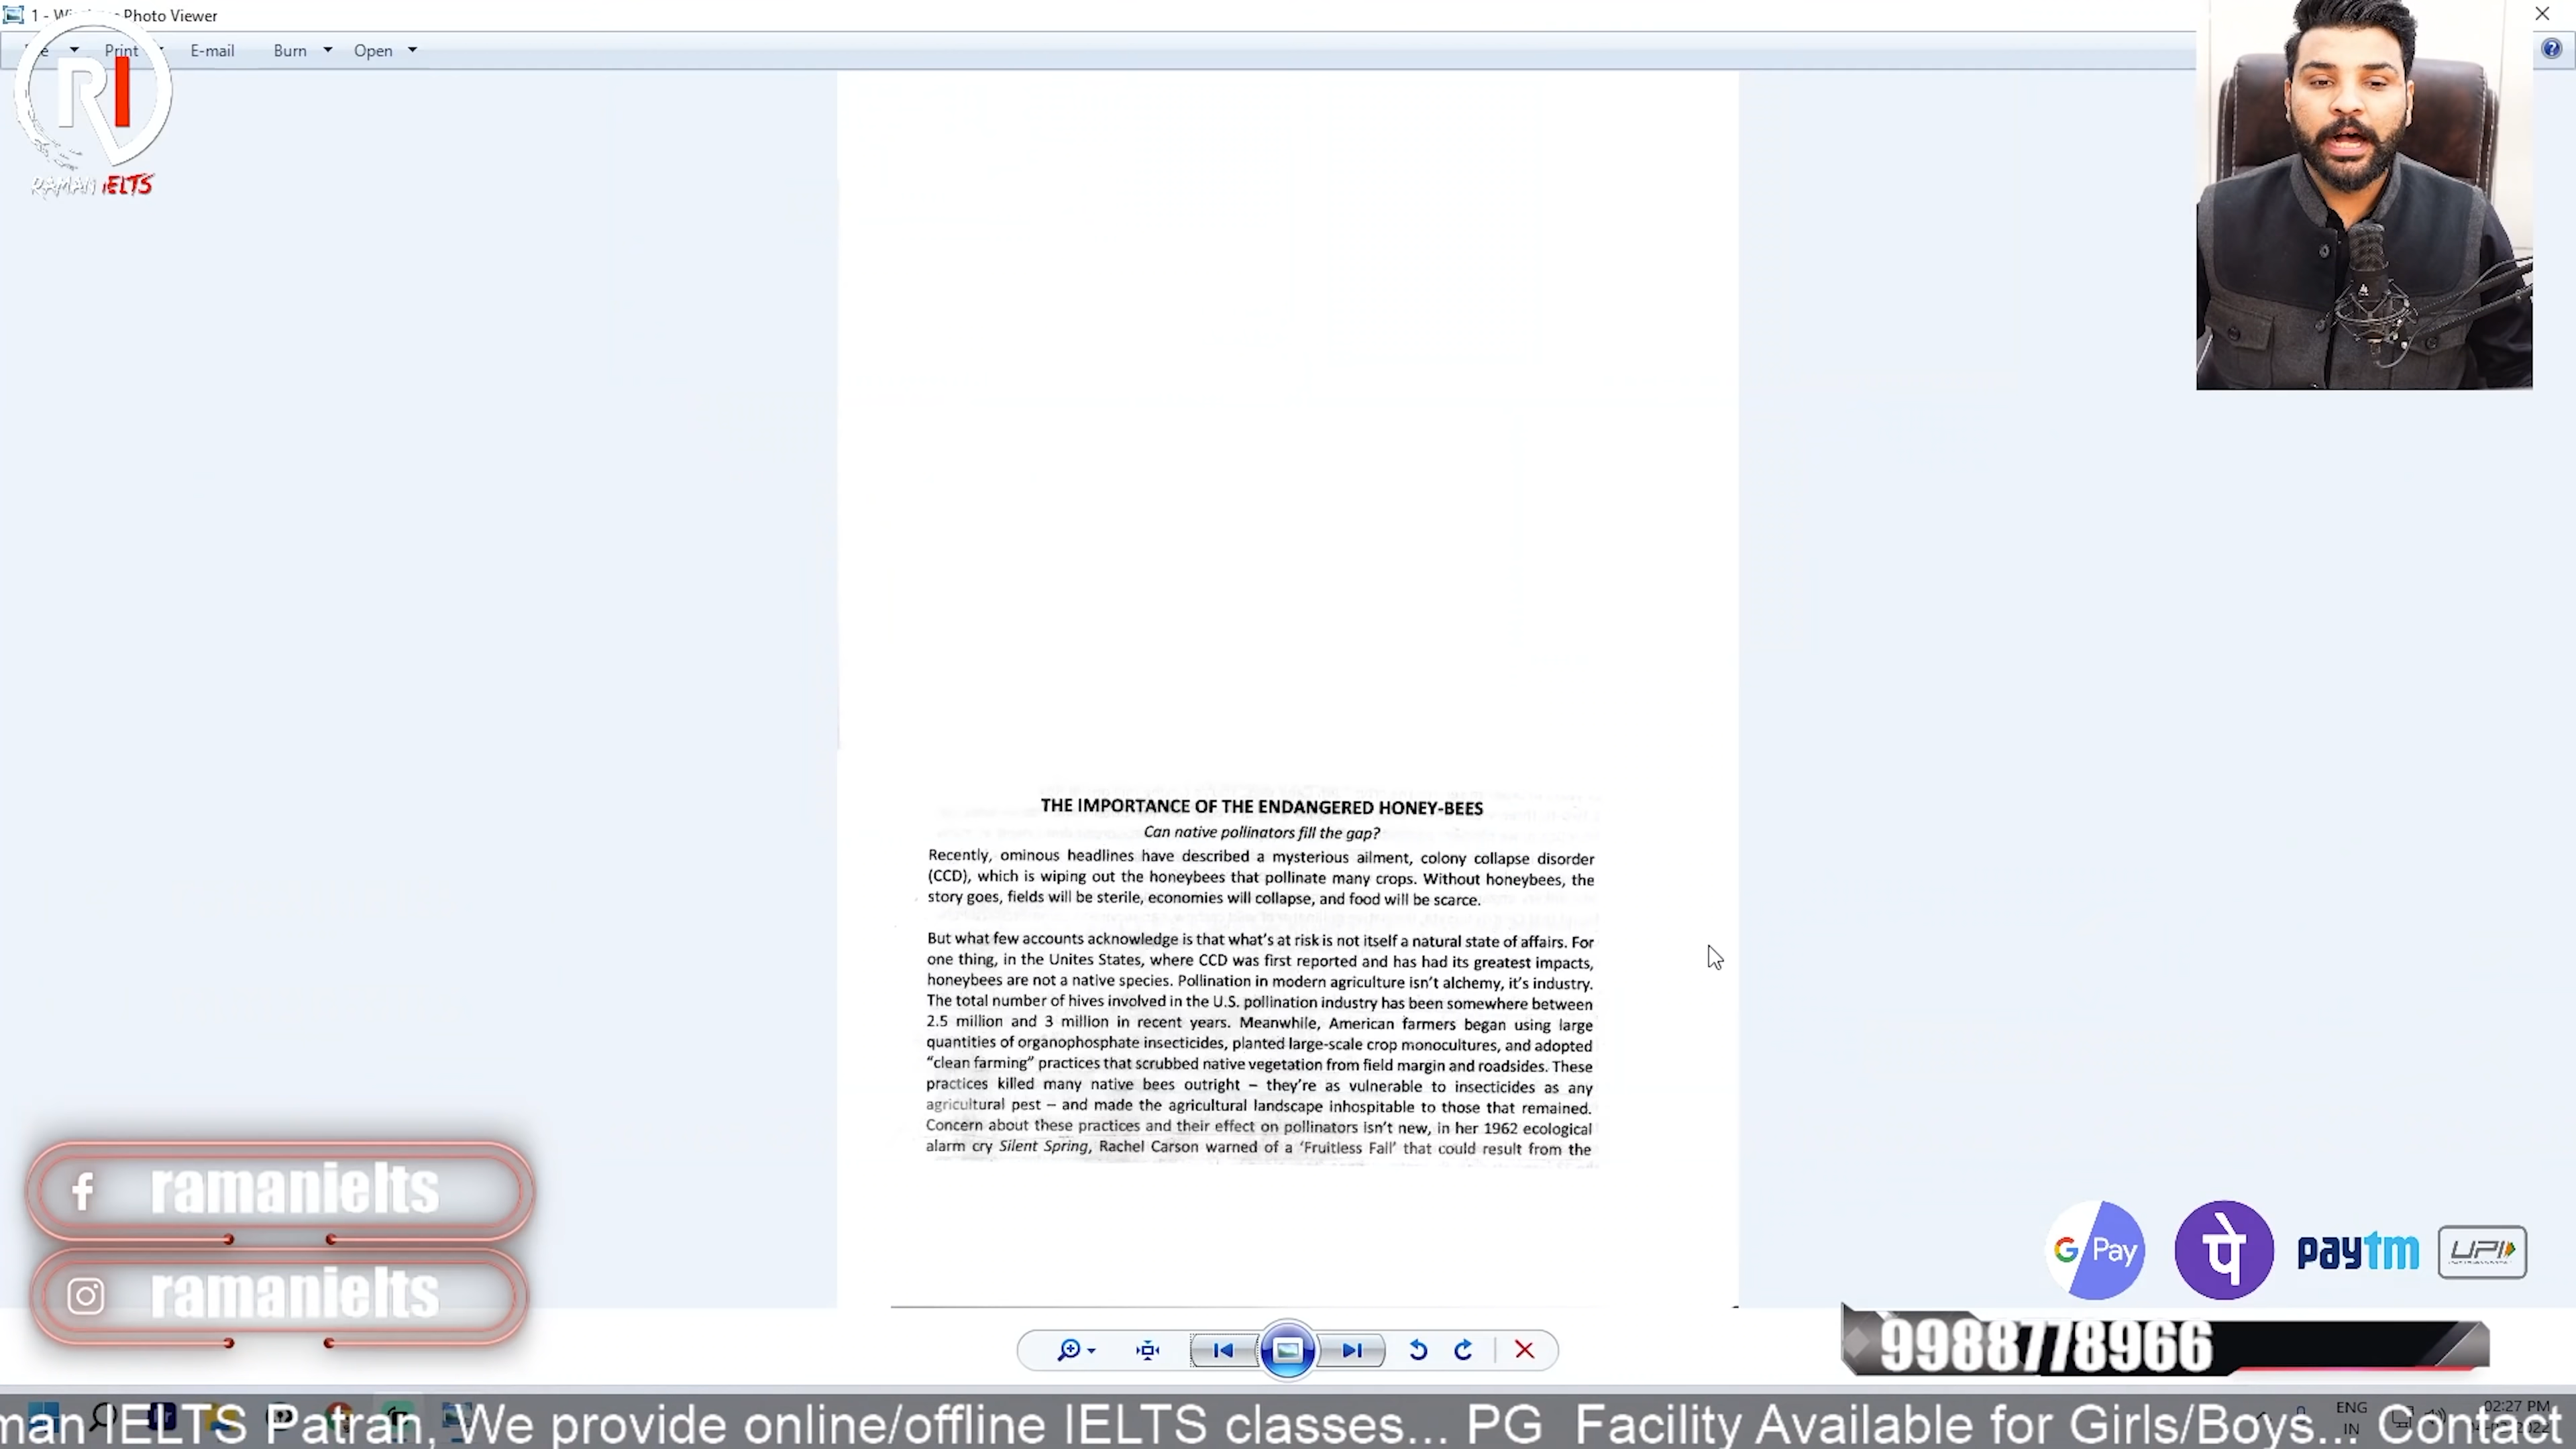 1 - Photo Viewer
Print
E-mail
Burn
Open
RI
RAMAN IELTS
THE IMPORTANCE OF THE ENDANGERED HONEY-BEES
Can native pollinators fill the gap?
Recently, ominous headlines have described a mysterious ailment, colony collapse disorder
(CCD), which is wiping out the honeybees that pollinate many crops. Without honeybees, the
story goes, fields will be sterile, economies will collapse, and food will be scarce.
But what few accounts acknowledge is that what's at risk is not itself a natural state of affairs. For
one thing, in the Unites States, where CCD was first reported and has had its greatest impacts,
honeybees are not a native species. Pollination in modern agriculture isn't alchemy, it's industry.
The total number of hives involved in the U.S. pollination industry has been somewhere between
2.5 million and 3 million in recent years. Meanwhile, American farmers began using large
quantities of organophosphate insecticides, planted large-scale crop monocultures, and adopted
"clean farming" practices that scrubbed native vegetation from field margin and roadsides. These
practices killed many native bees outright – they're as vulnerable to insecticides as any
agricultural pest – and made the agricultural landscape inhospitable to those that remained.
Concern about these practices and their effect on pollinators isn't new, in her 1962 ecological
alarm cry Silent Spring, Rachel Carson warned of a 'Fruitless Fall' that could result from the
ramanielts
ramanielts
G Pay
पे
paytm
UPI
9988778966
man IELTS Patran, We provide online/offline IELTS classes... PG Facility Available for Girls/Boys... Contact
ENG
IN
02:27 PM